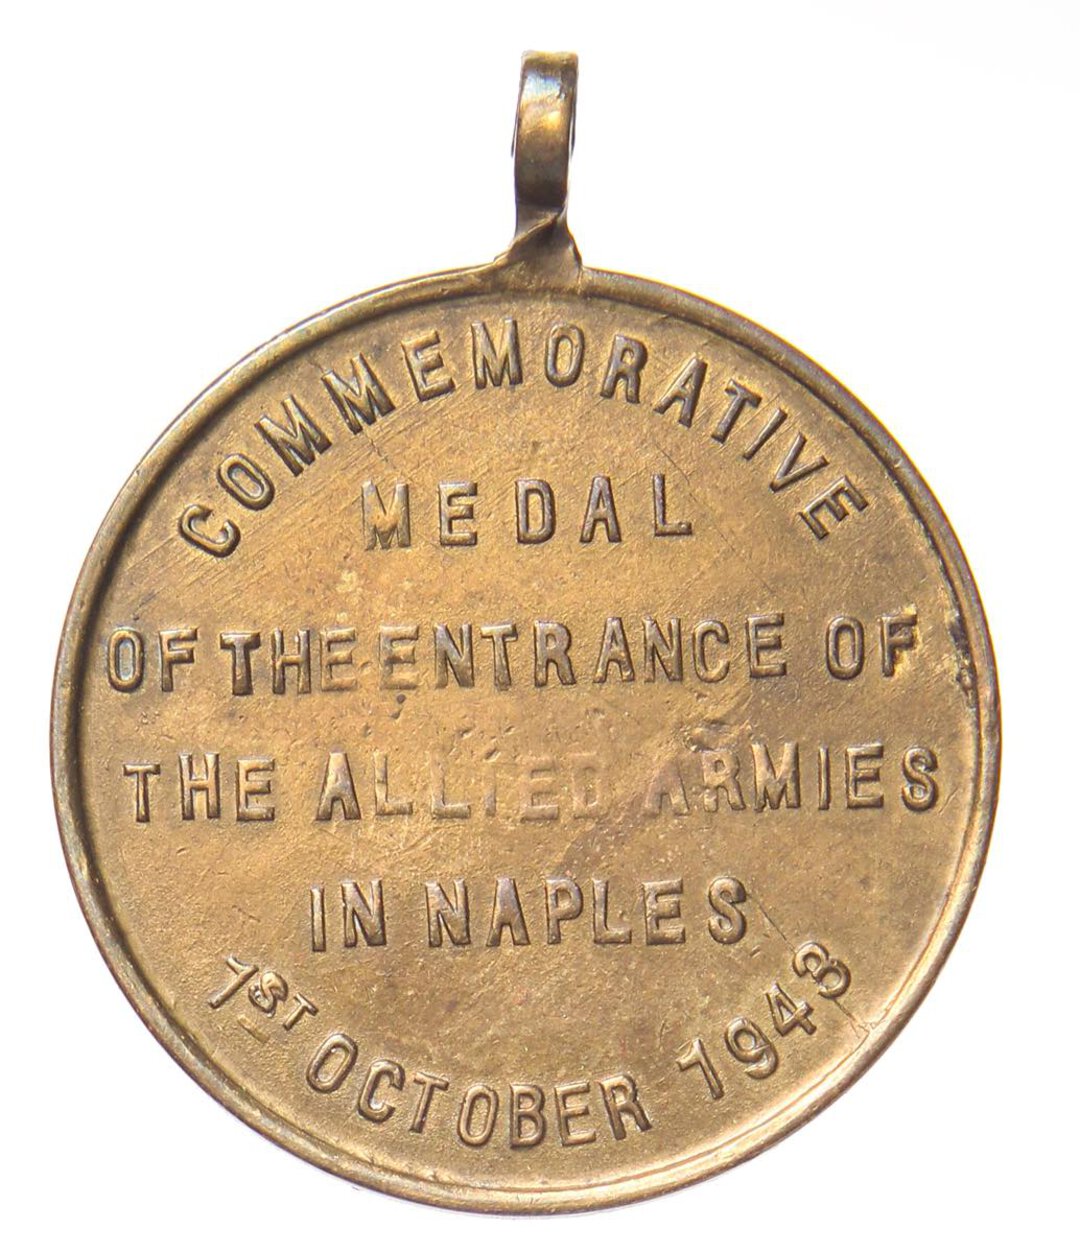 COMMEMORATIVE
MEDAL
OF THE ENTRANCE OF
THE ALLIED ARMIES
IN NAPLES
1ST OCTOBER 1943